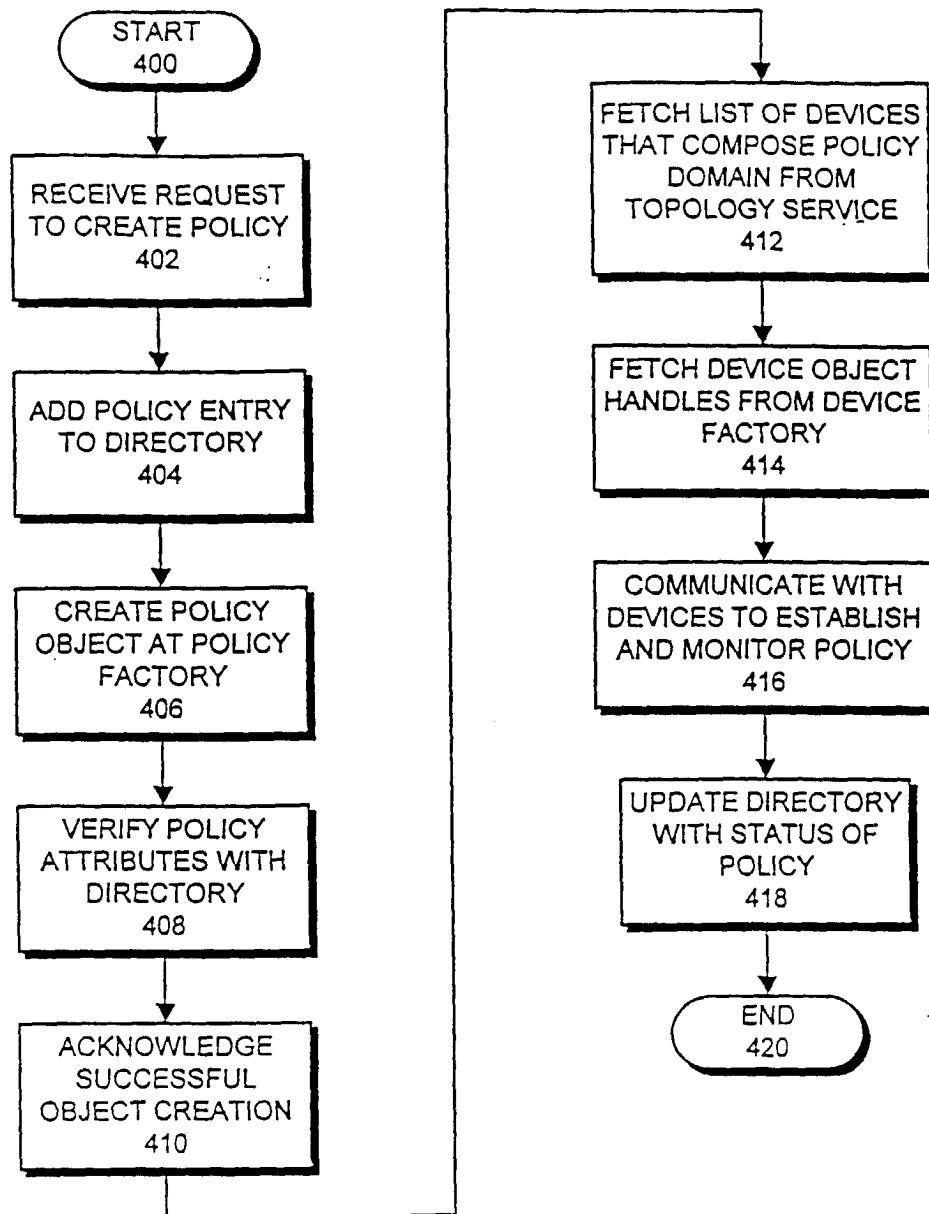 START
400
RECEIVE REQUEST
TO CREATE POLICY
402
ADD POLICY ENTRY
TO DIRECTORY
404
CREATE POLICY
OBJECT AT POLICY
FACTORY
406
VERIFY POLICY
ATTRIBUTES WITH
DIRECTORY
408
ACKNOWLEDGE
SUCCESSFUL
OBJECT CREATION
410
FETCH LIST OF DEVICES
THAT COMPOSE POLICY
DOMAIN FROM
TOPOLOGY SERVICE
412
FETCH DEVICE OBJECT
HANDLES FROM DEVICE
FACTORY
414
COMMUNICATE WITH
DEVICES TO ESTABLISH
AND MONITOR POLICY
416
UPDATE DIRECTORY
WITH STATUS OF
POLICY
418
END
420